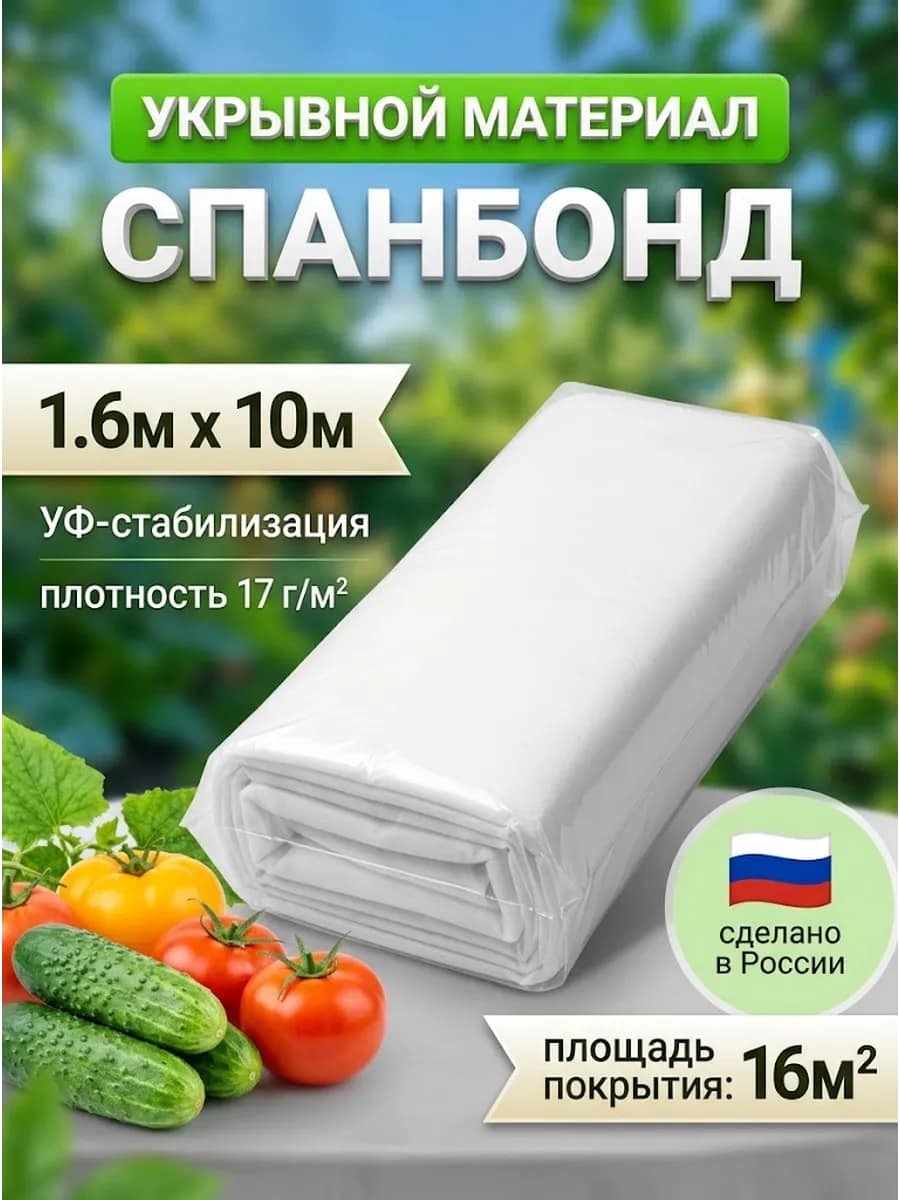 УКРЫВНОЙ МАТЕРИАЛ
СПАНБОНД
1.6м x 10м
УФ-стабилизация
плотность 17 г/м²
сделано
в России
площадь
покрытия: 16м²